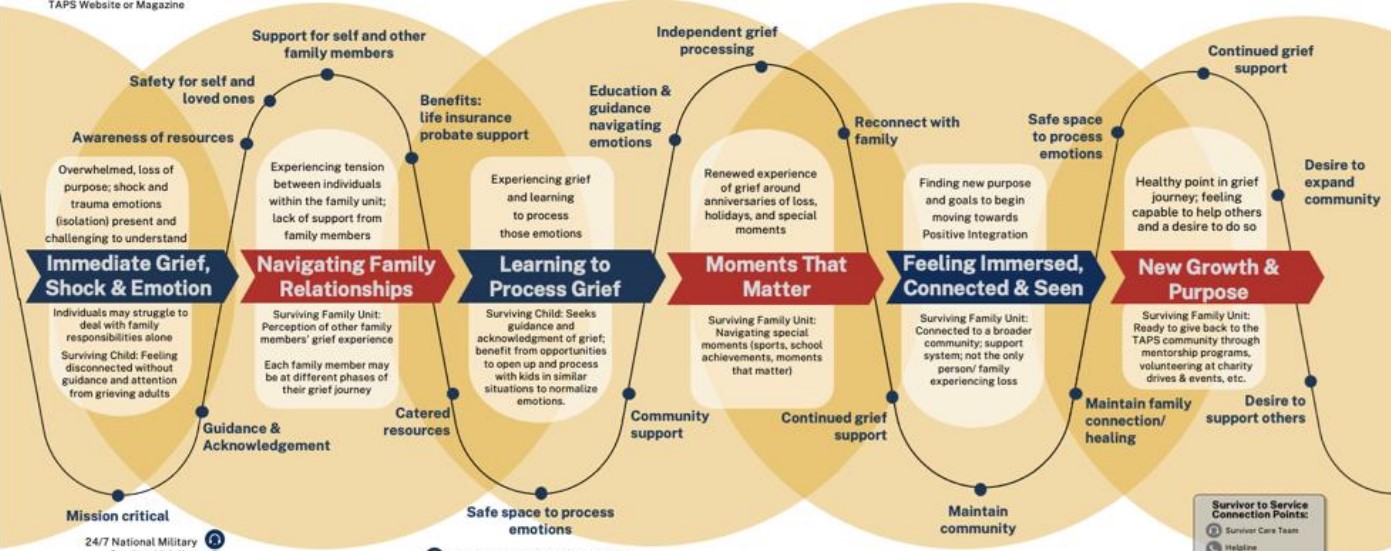 TAPS Website or Magazine
Support for self and other
family members
Safety for self and
loved ones
Awareness of resources
Benefits:
life insurance
probate support
Independent grief
processing
Education &
guidance
navigating
emotions
Reconnect with
family
Safe space
to process
emotions
Continued grief
support
Desire to
expand
community
Overwhelmed, loss of
purpose; shock and
trauma emotions
(isolation) present and
challenging to understand
Immediate Grief,
Shock & Emotion
Individuals may struggle to
deal with family
responsibilities alone
Surviving Child: Feeling
disconnected without
guidance and attention
from grieving adults
Experiencing tension
between individuals
within the family unit;
lack of support from
family members
Navigating Family
Relationships
Surviving Family Unit:
Perception of other family
members' grief experience
Each family member may
be at different phases of
their grief journey
Experiencing grief
and learning
to process
those emotions
Learning to
Process Grief
Surviving Child: Seeks
guidance and
acknowledgment of grief;
benefit from opportunities
to open up and process
with kids in similar
situations to normalize
emotions.
Renewed experience
of grief around
anniversaries of loss,
holidays, and special
moments
Moments That
Matter
Surviving Family Unit:
Navigating special
moments (sports, school
achievements, moments
that matter)
Finding new purpose
and goals to begin
moving towards
Positive Integration
Feeling Immersed,
Connected & Seen
Surviving Family Unit:
Connected to a broader
community; support
system; not the only
person/ family
experiencing loss
Healthy point in grief
journey; feeling
capable to help others
and a desire to do so
New Growth &
Purpose
Surviving Family Unit:
Ready to give back to the
TAPS community through
mentorship programs,
volunteering at charity
drives & events, etc.
Guidance &
Acknowledgement
Catered
resources
Community
support
Continued grief
support
Maintain family
connection/
healing
Desire to
support others
Mission critical
Safe space to process
emotions
Maintain
community
24/7 National Military
Survivor to Service
Connection Points:
Survivor Care Team
Helpline